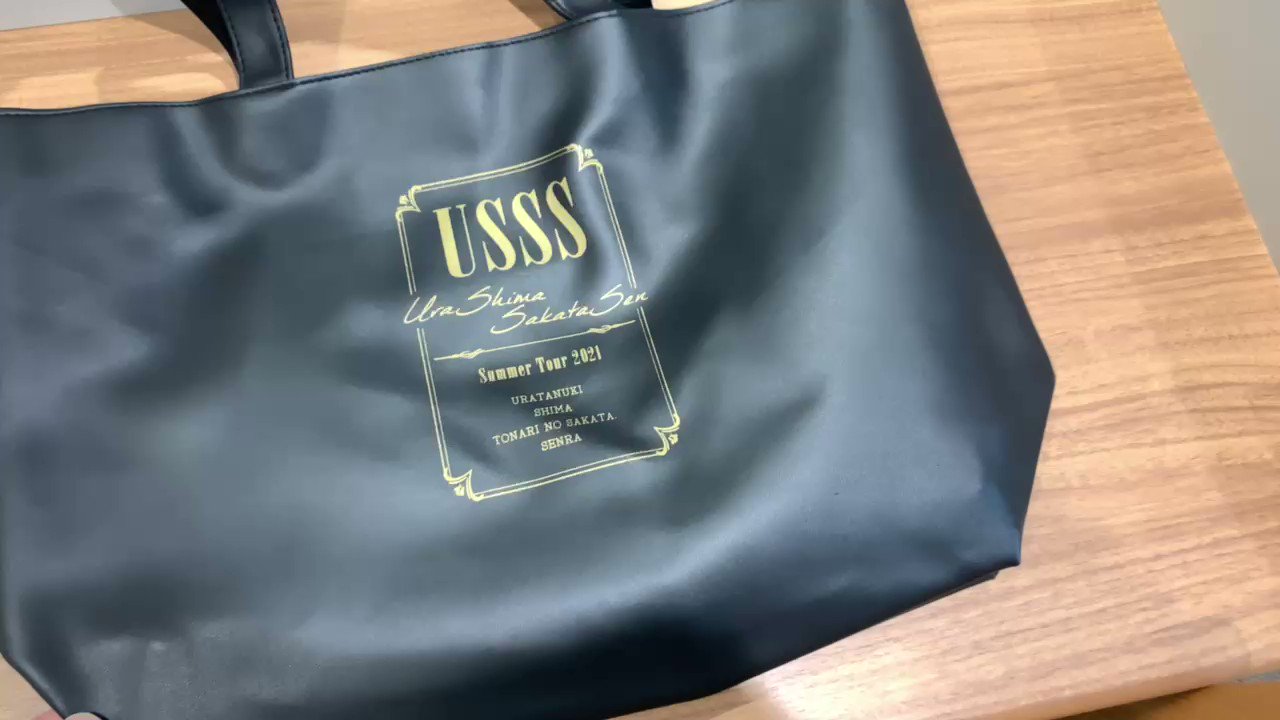 USSS
UraShima
SakataSen
Summer Tour 2021
URATANUKI
SHIMA
TONARI NO SAKATA.
SENRA